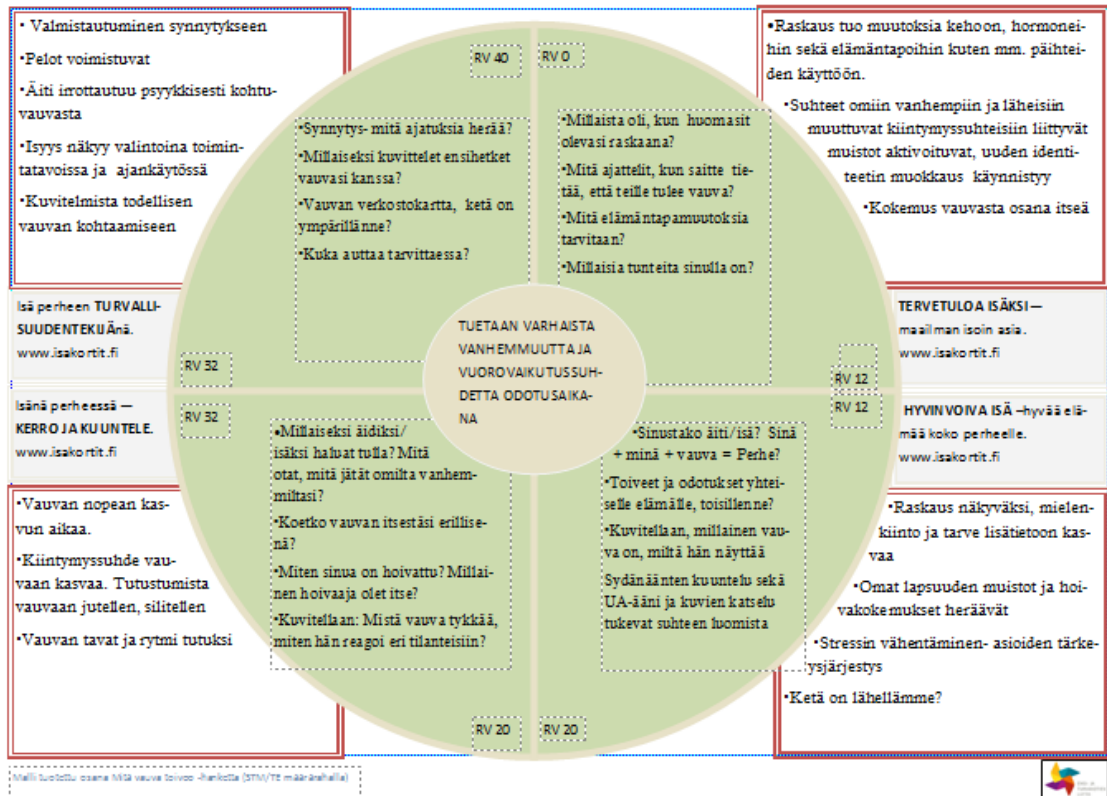 • Valmistautuminen synnytykseen
•Pelot voimistuvat
•Äiti irrottautuu psyykkisesti kohtu-
vauvasta
•Isyys näkyy valintoina toimin-
tatavoissa ja ajankäytössä
•Kuvitelmista todellisen
vauvan kohtaamiseen
RV 40
•Synnytys- mitä ajatuksia herää?
•Millaiseksi kuvittelet ensihetket
vauvasi kanssa?
•Vauvan verkostokartta, ketä on
ympärillänne?
•Kuka auttaa tarvittaessa?
RV 0
•Millaista oli, kun huomasit
olevasi raskaana?
•Mitä ajattelit, kun saitte tie-
tää, että teille tulee vauva?
•Mitä elämäntapamuutoksia
tarvitaan?
•Millaisia tunteita sinulla on?
•Raskaus tuo muutoksia kehoon, hormonei-
hin sekä elämäntapoihin kuten mm. päihtei-
den käyttöön.
•Suhteet omiin vanhempiin ja läheisiin
muuttuvat kiintymyssuhteisiin liittyvät
muistot aktivoituvat, uuden identi-
teetin muokkaus käynnistyy
•Kokemus vauvasta osana itseä
Isä perheen TURVALLI-
SUUDENTEKIJÄnä.
www.isakortit.fi
RV 32
TUETAAN VARHAISTA
VANHEMMUUTTA JA
VUOROVAIKUTUSSUH-
DETTA ODOTUSAIKA-
NA
RV 12
TERVETULOA ISÄKSI —
maailman isoin asia.
www.isakortit.fi
Isänä perheessä —
KERRO JA KUUNTELE.
www.isakortit.fi
RV 32
RV 12
HYVINVOIVA ISÄ –hyvää elä-
mää koko perheelle.
www.isakortit.fi
•Vauvan nopean kas-
vun aikaa.
•Kiintymyssuhde vau-
vaan kasvaa. Tutustumista
vauvaan jutellen, silitellen
•Vauvan tavat ja rytmi tutuksi
•Millaiseksi äidiksi/
isäksi haluat tulla? Mitä
otat, mitä jätät omilta vanhem-
miltasi?
•Koetko vauvan itsestäsi erillise-
nä?
•Miten sinua on hoivattu? Millai-
nen hoivaaja olet itse?
•Kuvitellaan: Mistä vauva tykkää,
miten hän reagoi eri tilanteisiin?
RV 20
•Sinustako äiti/isä? Sinä
+ minä + vauva = Perhe?
•Toiveet ja odotukset yhtei-
selle elämälle, toisillenne?
•Kuvitellaan, millainen vau-
va on, miltä hän näyttää
Sydänäänten kuuntelu sekä
UA-ääni ja kuvien katselu
tukevat suhteen luomista
RV 20
•Raskaus näkyväksi, mielen-
kiinto ja tarve lisätietoon kas-
vaa
•Omat lapsuuden muistot ja hoi-
vakokemukset heräävät
•Stressin vähentäminen- asioiden tärke-
ysjärjestys
•Ketä on lähellämme?
Malli tuotettu osana Mitä vauva toivoo -hanketta (STM/TE määrärahalla)